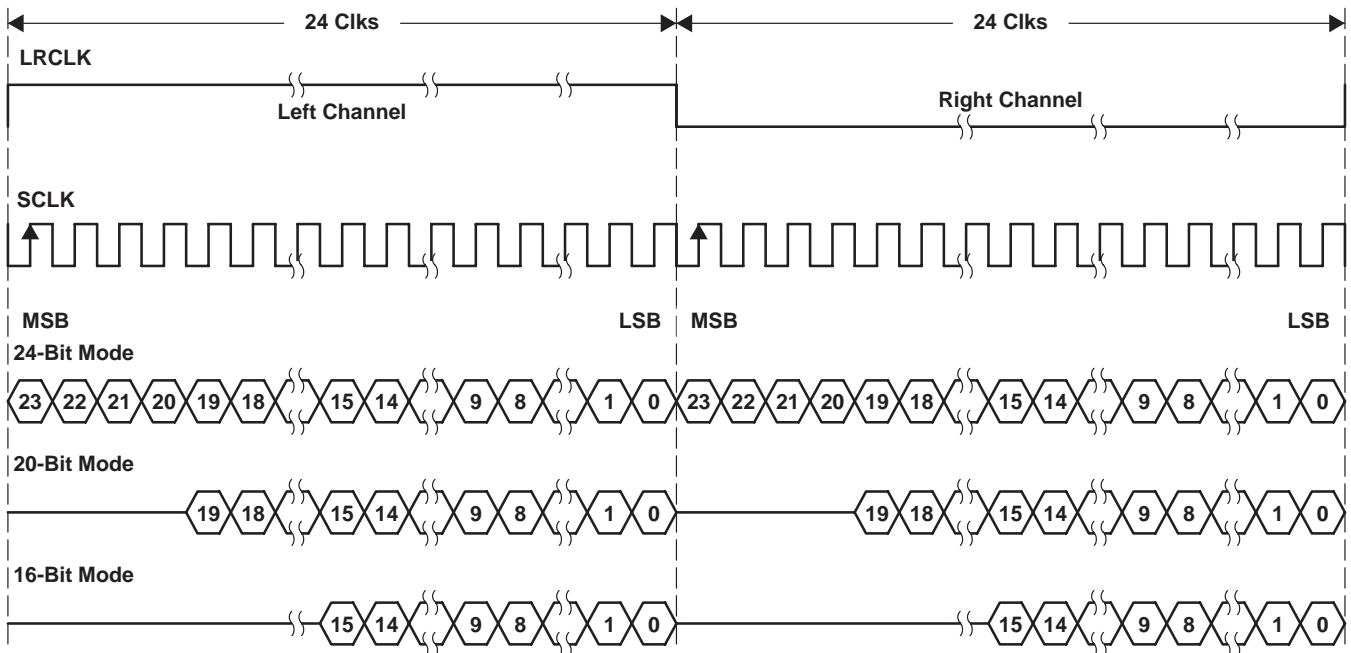 24 Clks 24 Clks
LRCLK
Left Channel Right Channel
SCLK
MSB LSB MSB LSB
24-Bit Mode
23 22 21 20 19 18 15 14 9 8 1 0 23 22 21 20 19 18 15 14 9 8 1 0
20-Bit Mode
19 18 15 14 9 8 1 0 19 18 15 14 9 8 1 0
16-Bit Mode
15 14 9 8 1 0 15 14 9 8 1 0